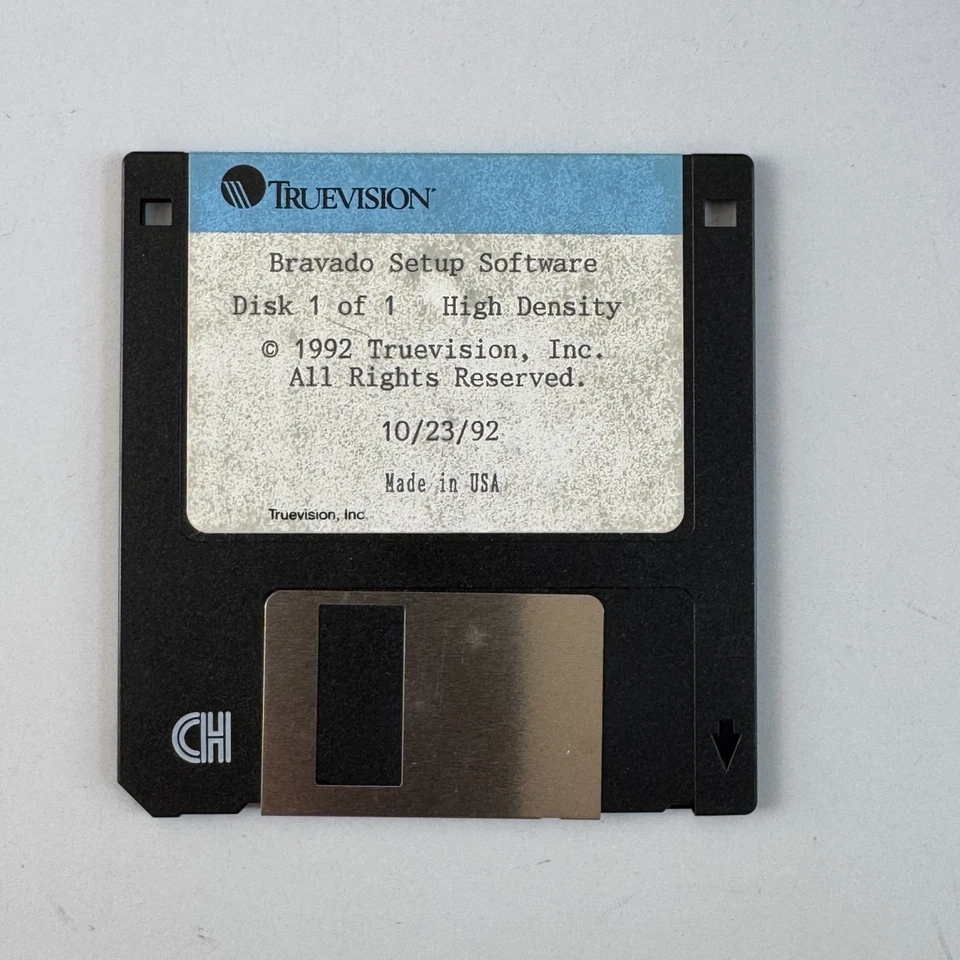 TRUEVISION
Bravado Setup Software
Disk 1 of 1 High Density
© 1992 Truevision, Inc.
All Rights Reserved.
10/23/92
Made in USA
Truevision, Inc.
CH